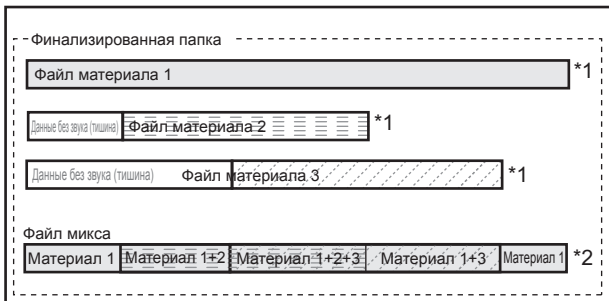 Финализированная папка
Файл материала 1 *1
Данные без звука (тишина) Файл материала 2 *1
Данные без звука (тишина) Файл материала 3 *1
Файл микса
Материал 1 Материал 1+2 Материал 1+2+3 Материал 1+3 Материал 1 *2